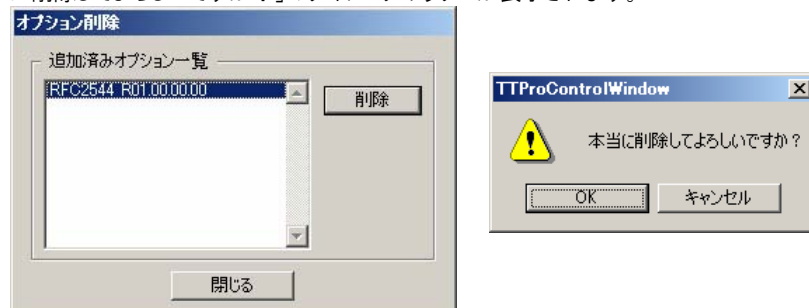 オプション削除
追加済みオプション一覧
RFC2544 R01.00.00.00
削除
閉じる
TTProControlWindow
本当に削除してよろしいですか?
OK
キャンセル